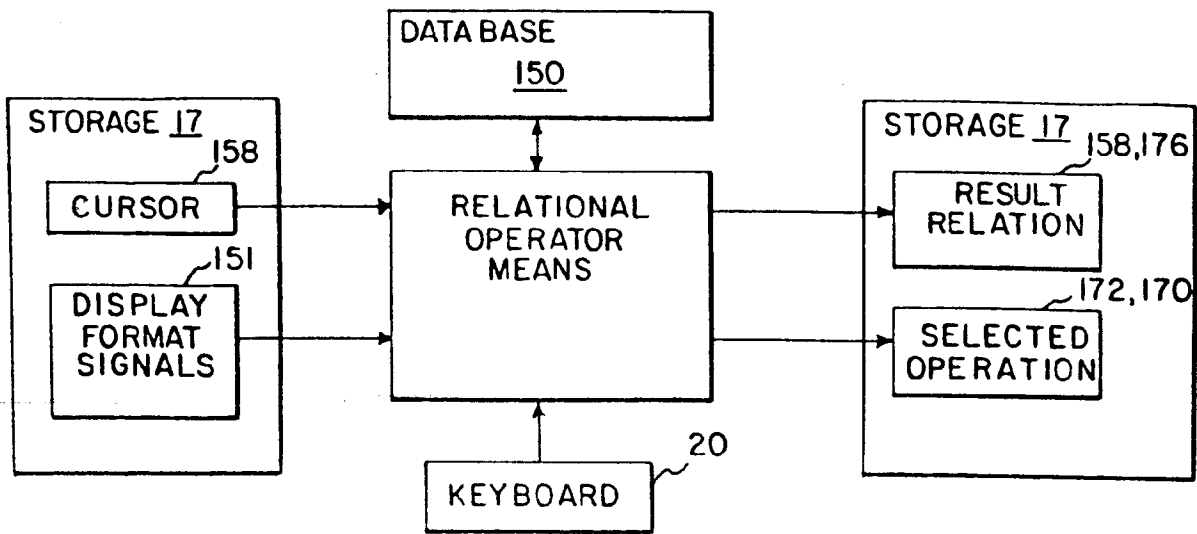 DATA BASE
150
STORAGE 17
158
CURSOR
151
DISPLAY
FORMAT
SIGNALS
RELATIONAL
OPERATOR
MEANS
KEYBOARD
20
STORAGE 17
158,176
RESULT
RELATION
172,170
SELECTED
OPERATION